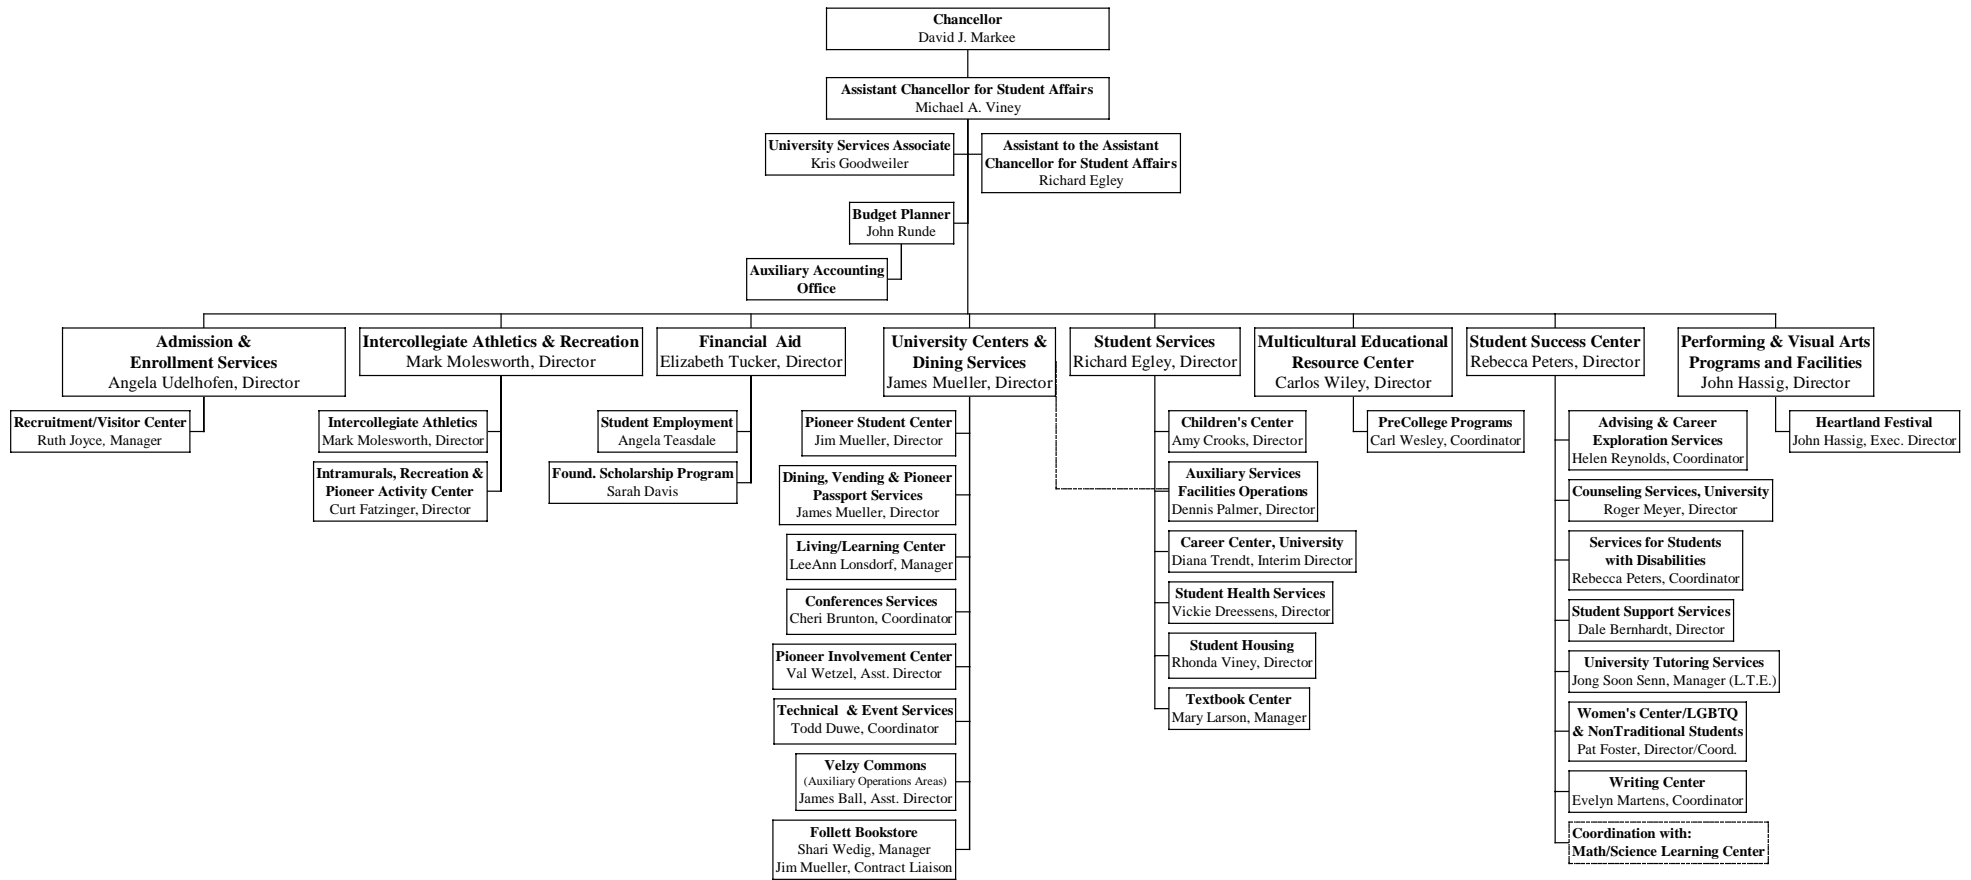 Chancellor
David J. Markee
Assistant Chancellor for Student Affairs
Michael A. Viney
University Services Associate
Kris Goodweiler
Assistant to the Assistant
Chancellor for Student Affairs
Richard Egley
Budget Planner
John Runde
Auxiliary Accounting
Office
Admission &
Enrollment Services
Angela Udelhofen, Director
Recruitment/Visitor Center
Ruth Joyce, Manager
Intercollegiate Athletics & Recreation
Mark Molesworth, Director
Intercollegiate Athletics
Mark Molesworth, Director
Intramurals, Recreation &
Pioneer Activity Center
Curt Fatzinger, Director
Financial Aid
Elizabeth Tucker, Director
Student Employment
Angela Teasdale
Found. Scholarship Program
Sarah Davis
University Centers &
Dining Services
James Mueller, Director
Pioneer Student Center
Jim Mueller, Director
Dining, Vending & Pioneer
Passport Services
James Mueller, Director
Living/Learning Center
LeeAnn Lonsdorf, Manager
Conferences Services
Cheri Brunton, Coordinator
Pioneer Involvement Center
Val Wetzel, Asst. Director
Technical & Event Services
Todd Duwe, Coordinator
Velzy Commons
(Auxiliary Operations Areas)
James Ball, Asst. Director
Follett Bookstore
Shari Wedig, Manager
Jim Mueller, Contract Liaison
Student Services
Richard Egley, Director
Children's Center
Amy Crooks, Director
Auxiliary Services
Facilities Operations
Dennis Palmer, Director
Career Center, University
Diana Trendt, Interim Director
Student Health Services
Vickie Dreessens, Director
Student Housing
Rhonda Viney, Director
Textbook Center
Mary Larson, Manager
Multicultural Educational
Resource Center
Carlos Wiley, Director
PreCollege Programs
Carl Wesley, Coordinator
Student Success Center
Rebecca Peters, Director
Advising & Career
Exploration Services
Helen Reynolds, Coordinator
Counseling Services, University
Roger Meyer, Director
Services for Students
with Disabilities
Rebecca Peters, Coordinator
Student Support Services
Dale Bernhardt, Director
University Tutoring Services
Jong Soon Senn, Manager (L.T.E.)
Women's Center/LGBTQ
& NonTraditional Students
Pat Foster, Director/Coord.
Writing Center
Evelyn Martens, Coordinator
Coordination with:
Math/Science Learning Center
Performing & Visual Arts
Programs and Facilities
John Hassig, Director
Heartland Festival
John Hassig, Exec. Director